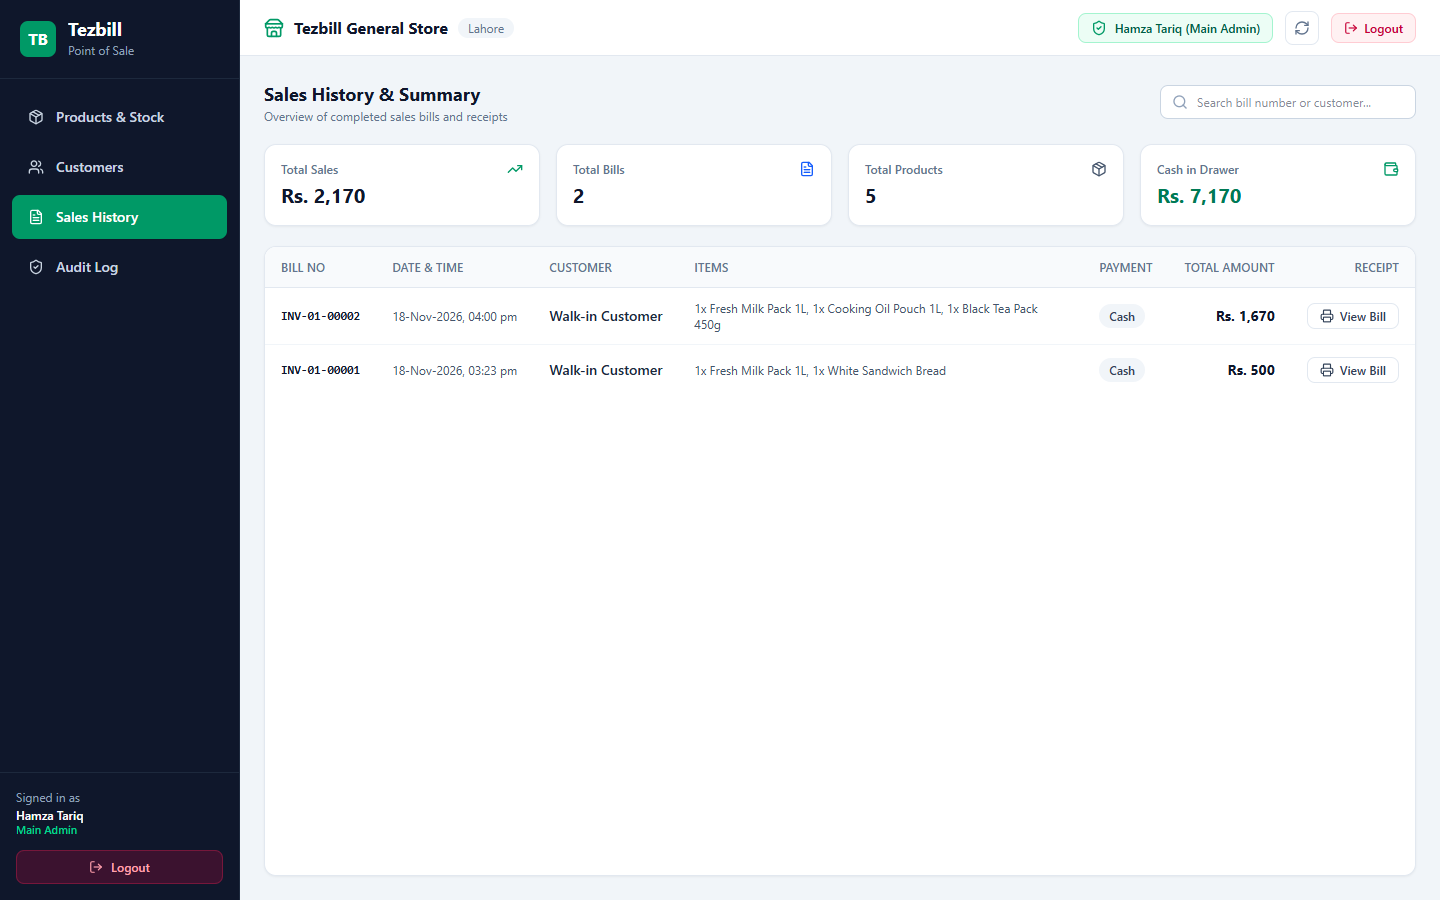 TB
Tezbill
Point of Sale
Products & Stock
Customers
Sales History
Audit Log
Signed in as
Hamza Tariq
Main Admin
Logout
Tezbill General Store
Lahore
Hamza Tariq (Main Admin)
Logout
Sales History & Summary
Overview of completed sales bills and receipts
Search bill number or customer...
Total Sales
Rs. 2,170
Total Bills
2
Total Products
5
Cash in Drawer
Rs. 7,170
BILL NO DATE & TIME CUSTOMER ITEMS PAYMENT TOTAL AMOUNT RECEIPT
INV-01-00002 18-Nov-2026, 04:00 pm Walk-in Customer 1x Fresh Milk Pack 1L, 1x Cooking Oil Pouch 1L, 1x Black Tea Pack
450g
Cash Rs. 1,670 View Bill
INV-01-00001 18-Nov-2026, 03:23 pm Walk-in Customer 1x Fresh Milk Pack 1L, 1x White Sandwich Bread Cash Rs. 500 View Bill